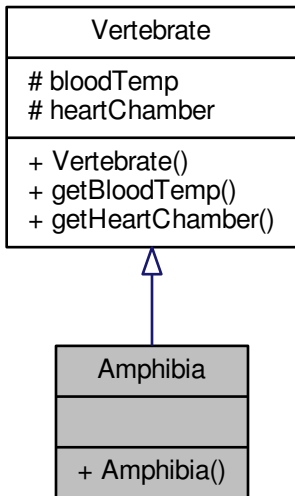 Vertebrate
# bloodTemp
# heartChamber
+ Vertebrate()
+ getBloodTemp()
+ getHeartChamber()
Amphibia
+ Amphibia()